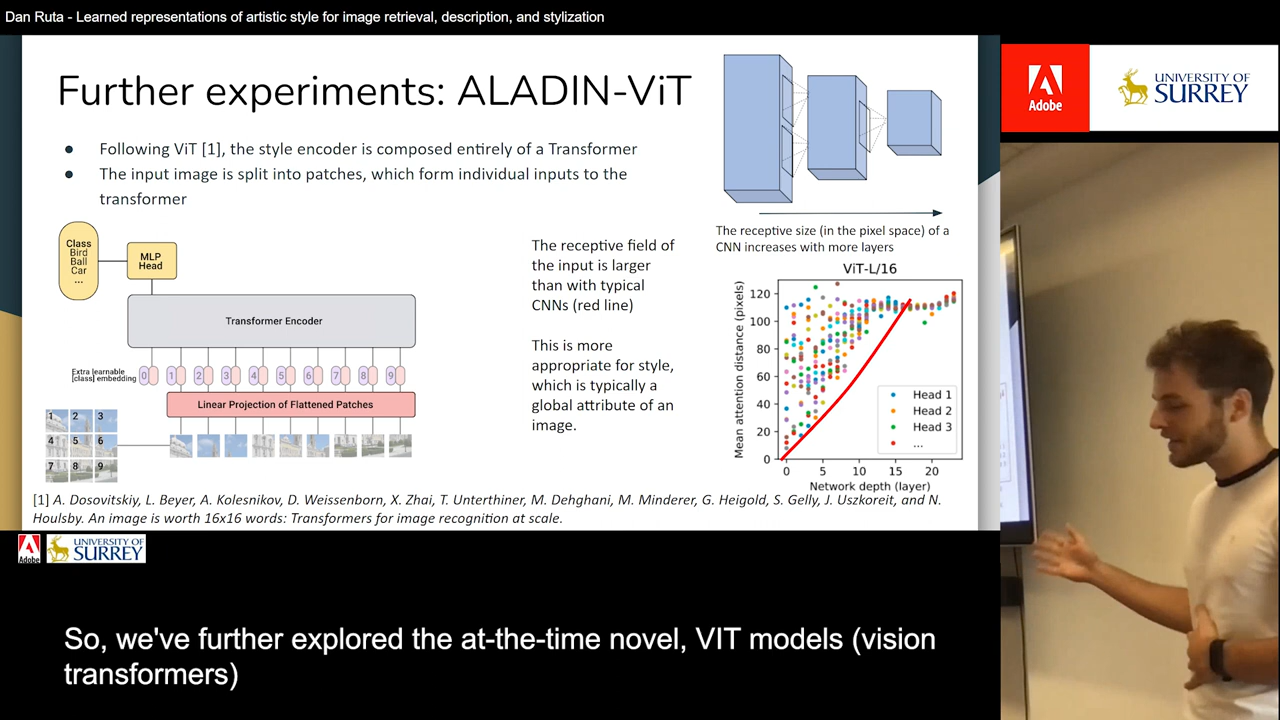 Dan Ruta - Learned representations of artistic style for image retrieval, description, and stylization
Further experiments: ALADIN-ViT
● Following ViT [1], the style encoder is composed entirely of a Transformer
● The input image is split into patches, which form individual inputs to the
transformer
Class
Bird
Ball
Car
...
MLP
Head
Transformer Encoder
Extra learnable
[class] embedding
0 1 2 3 4 5 6 7 8 9
Linear Projection of Flattened Patches
1 2 3
4 5 6
7 8 9
The receptive field of
the input is larger
than with typical
CNNs (red line)
This is more
appropriate for style,
which is typically a
global attribute of an
image.
The receptive size (in the pixel space) of a
CNN increases with more layers
ViT-L/16
Mean attention distance (pixels)
120
100
80
60
40
20
0
Head 1
Head 2
Head 3
...
0 5 10 15 20
Network depth (layer)
[1] A. Dosovitskiy, L. Beyer, A. Kolesnikov, D. Weissenborn, X. Zhai, T. Unterthiner, M. Dehghani, M. Minderer, G. Heigold, S. Gelly, J. Uszkoreit, and N.
Houlsby. An image is worth 16x16 words: Transformers for image recognition at scale.
Adobe
UNIVERSITY OF
SURREY
Adobe
UNIVERSITY OF
SURREY
So, we've further explored the at-the-time novel, VIT models (vision
transformers)